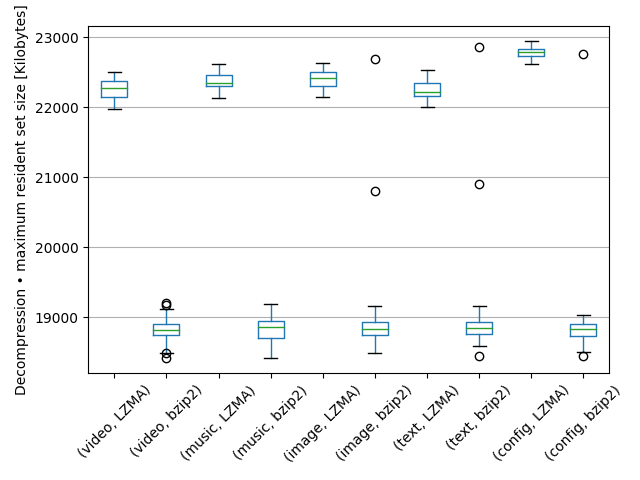 Decompression • maximum resident set size [Kilobytes]
23000
22000
21000
20000
19000
(video, LZMA)
(video, bzip2)
(music, LZMA)
(music, bzip2)
(image, LZMA)
(image, bzip2)
(text, LZMA)
(text, bzip2)
(config, LZMA)
(config, bzip2)